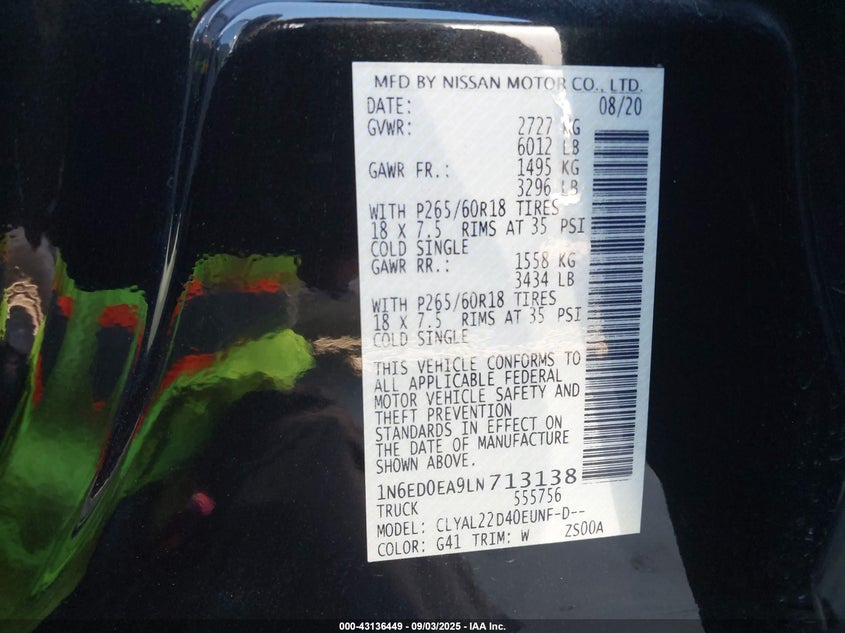 MFD BY NISSAN MOTOR CO., LTD.
DATE: 08/20
GVWR: 2727 KG
6012 LB
GAWR FR.: 1495 KG
3296 LB
WITH P265/60R18 TIRES
18 X 7.5 RIMS AT 35 PSI
COLD SINGLE
GAWR RR.: 1558 KG
3434 LB
WITH P265/60R18 TIRES
18 X 7.5 RIMS AT 35 PSI
COLD SINGLE
THIS VEHICLE CONFORMS TO
ALL APPLICABLE FEDERAL
MOTOR VEHICLE SAFETY AND
THEFT PREVENTION
STANDARDS IN EFFECT ON
THE DATE OF MANUFACTURE
SHOWN ABOVE.
1N6ED0EA9LN713138
TRUCK 555756
MODEL: CLYAL22D40EUNF-D--
COLOR: G41 TRIM: W ZS00A
000-43136449 - 09/03/2025 - IAA Inc.